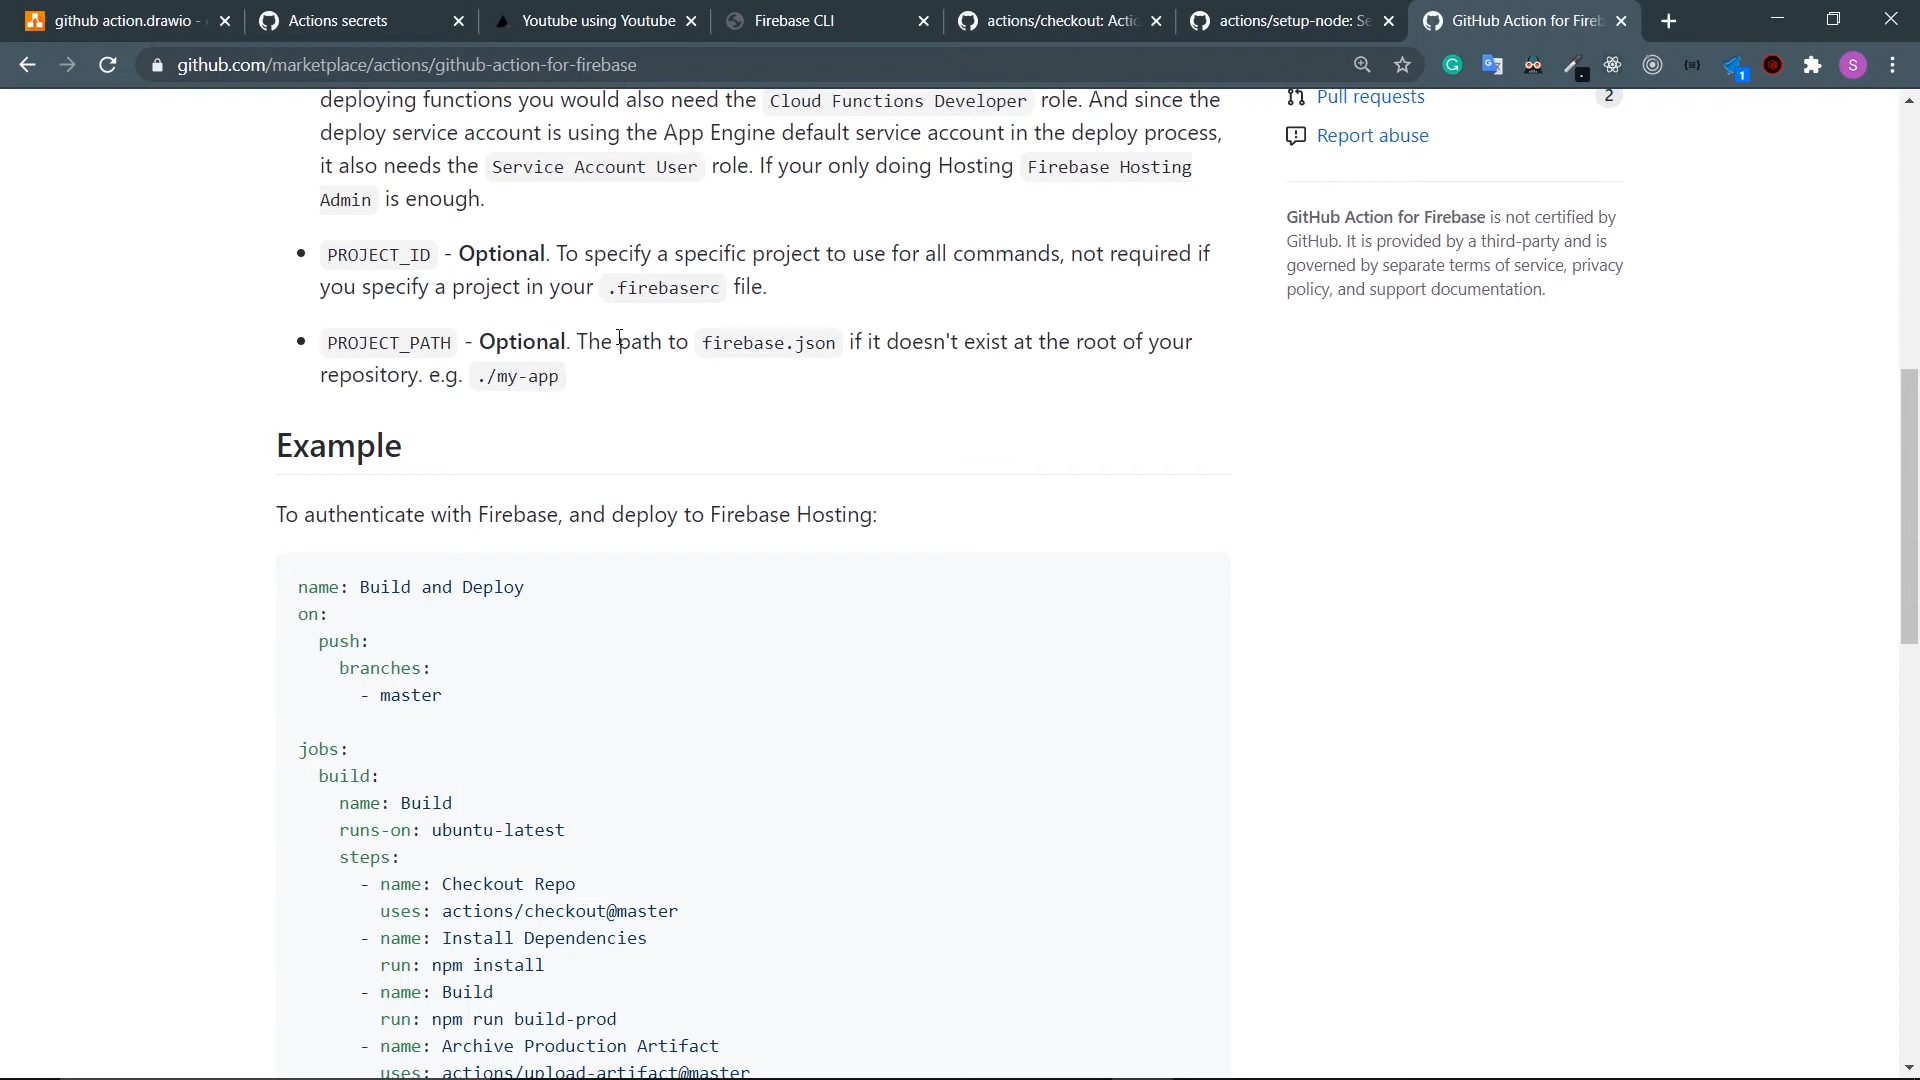 github action.drawio -
Actions secrets
Youtube using Youtube
Firebase CLI
actions/checkout: Actio
actions/setup-node: Se
GitHub Action for Fireb
github.com/marketplace/actions/github-action-for-firebase
1
S
deploying functions you would also need the Cloud Functions Developer role. And since the
deploy service account is using the App Engine default service account in the deploy process,
it also needs the Service Account User role. If your only doing Hosting Firebase Hosting
Admin is enough.
• PROJECT_ID - Optional. To specify a specific project to use for all commands, not required if
you specify a project in your .firebaserc file.
• PROJECT_PATH - Optional. The path to firebase.json if it doesn't exist at the root of your
repository. e.g. ./my-app
Example
To authenticate with Firebase, and deploy to Firebase Hosting:
name: Build and Deploy
on:
push:
branches:
- master
jobs:
build:
name: Build
runs-on: ubuntu-latest
steps:
- name: Checkout Repo
uses: actions/checkout@master
- name: Install Dependencies
run: npm install
- name: Build
run: npm run build-prod
- name: Archive Production Artifact
uses: actions/upload-artifact@master
Pull requests 2
Report abuse
GitHub Action for Firebase is not certified by
GitHub. It is provided by a third-party and is
governed by separate terms of service, privacy
policy, and support documentation.